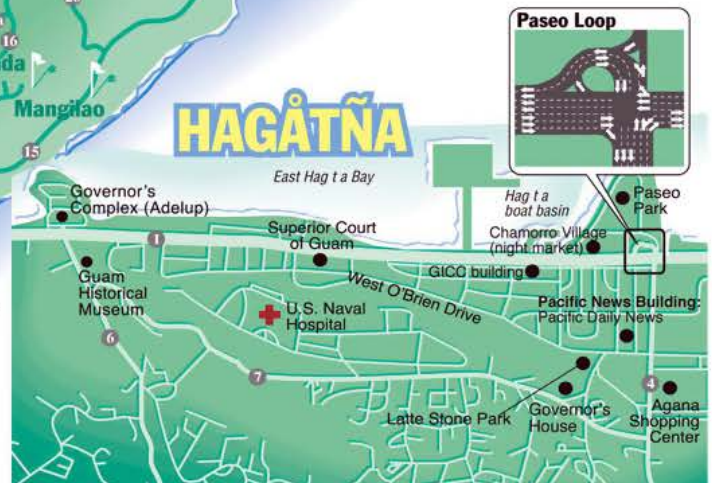 Paseo Loop
16
da
Mangilao
15
HAGÅTÑA
East Hag t a Bay
Hag t a
boat basin
Paseo
Park
Governor's
Complex (Adelup)
Superior Court
of Guam
Chamorro Village
(night market)
1
GICC building
Guam
Historical
Museum
West O'Brien Drive
U.S. Naval
Hospital
Pacific News Building:
Pacific Daily News
6
7
4
Latte Stone Park
Governor's
House
Agana
Shopping
Center